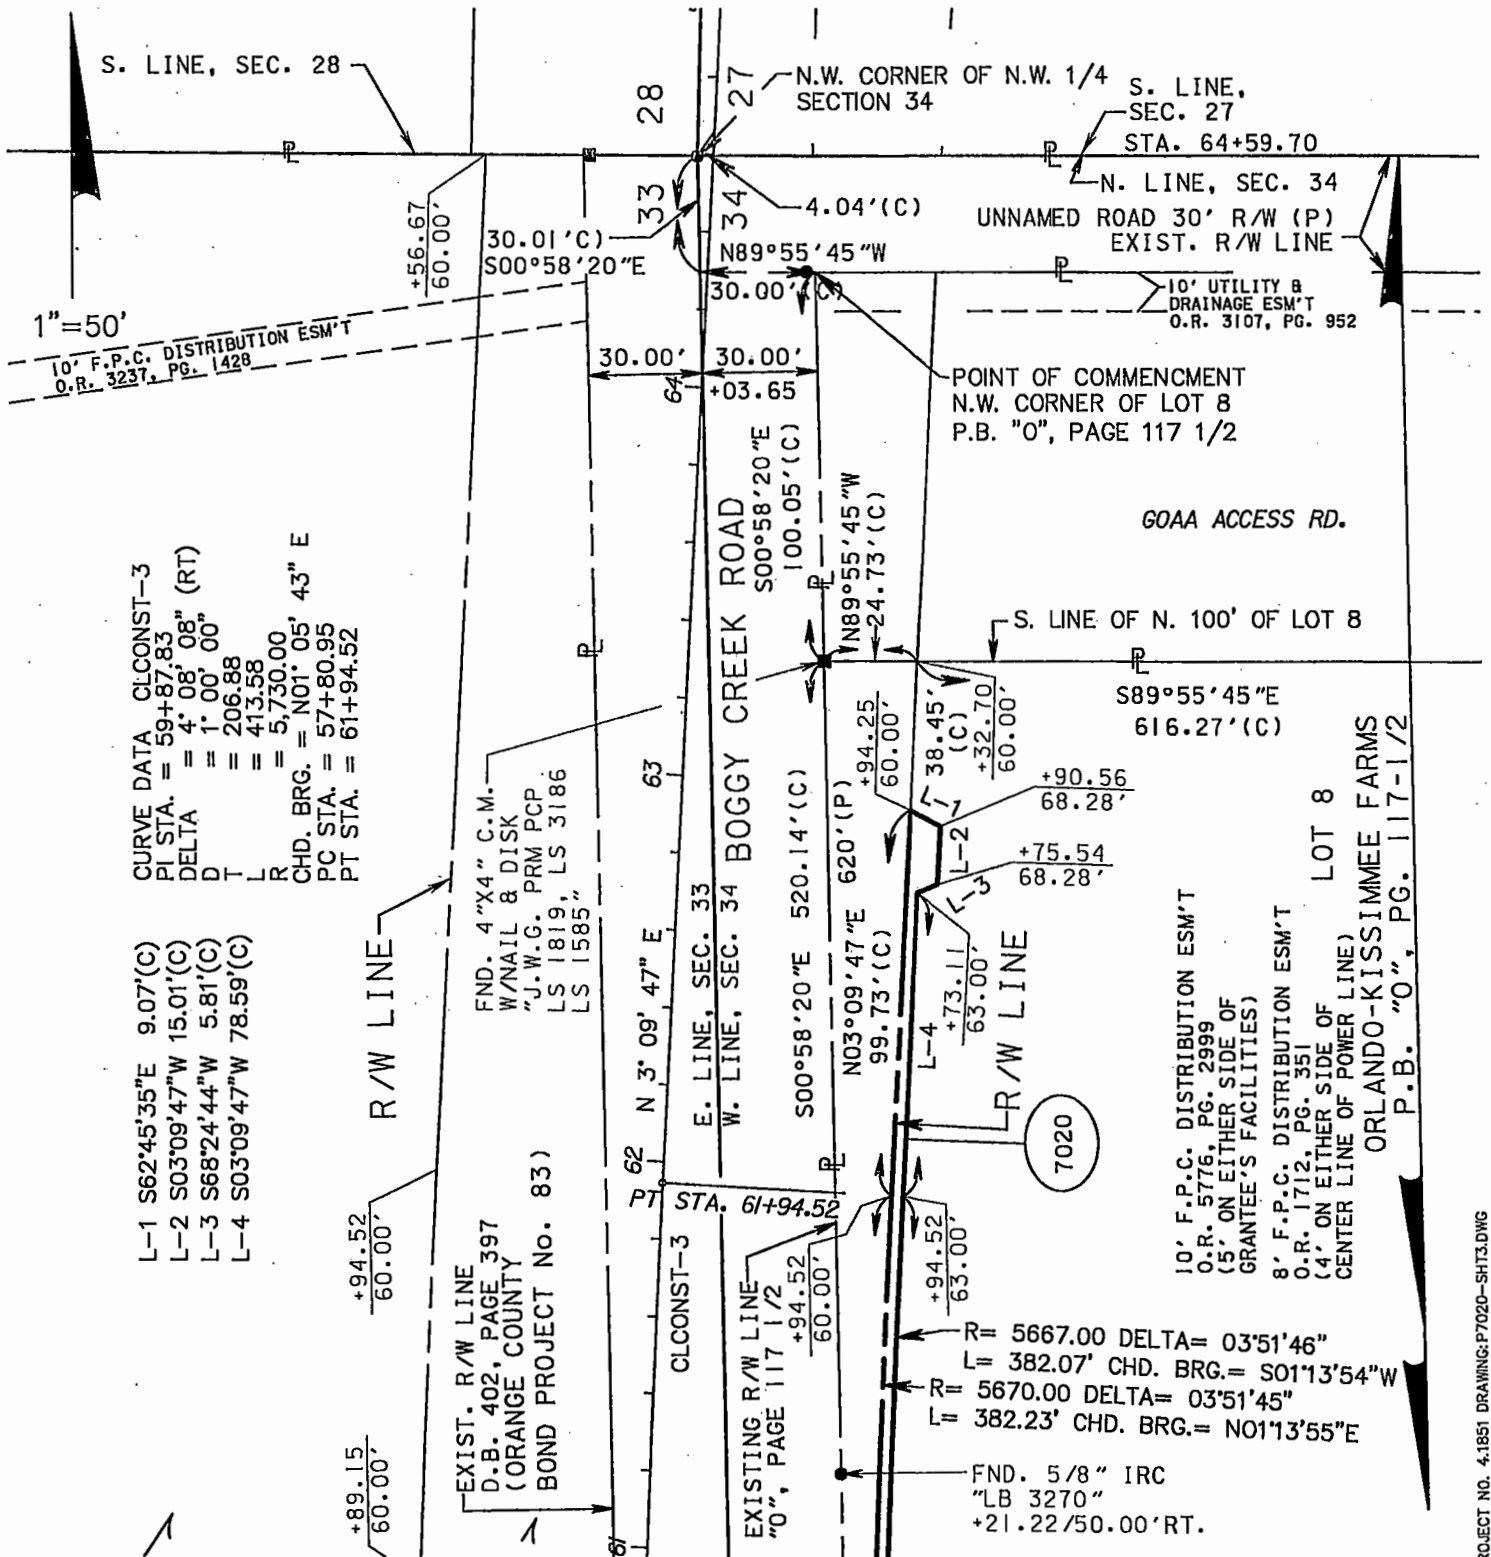 S. LINE, SEC. 28
28
27
N.W. CORNER OF N.W. 1/4
SECTION 34
S. LINE,
SEC. 27
STA. 64+59.70
N. LINE, SEC. 34
33
34
4.04'(C)
UNNAMED ROAD 30' R/W (P)
EXIST. R/W LINE
+56.67
60.00'
30.01'C)
S00°58'20"E
N89°55'45"W
30.00'(C)
10' UTILITY &
DRAINAGE ESM'T
O.R. 3107, PG. 952
1"=50'
10' F.P.C. DISTRIBUTION ESM'T
O.R. 3237, PG. 1428
30.00'
30.00'
64
+03.65
POINT OF COMMENCMENT
N.W. CORNER OF LOT 8
P.B. "O", PAGE 117 1/2
S00°58'20"E
100.05'(C)
N89°55'45"W
24.73'(C)
GOAA ACCESS RD.
S. LINE OF N. 100' OF LOT 8
S89°55'45"E
616.27'(C)
CURVE DATA CLCONST-3
PI STA. = 59+87.83
DELTA = 4° 08' 08" (RT)
D = 1° 00' 00"
T = 206.88
L = 413.58
R = 5,730.00
CHD. BRG. = N01° 05' 43" E
PC STA. = 57+80.95
PT STA. = 61+94.52
L-1 S62°45'35"E 9.07'(C)
L-2 S03°09'47"W 15.01'(C)
L-3 S68°24'44"W 5.81'(C)
L-4 S03°09'47"W 78.59'(C)
R/W LINE
FND. 4"X4" C.M.
W/NAIL & DISK
"J.W.G. PRM PCP
LS 1819, LS 3186
LS 1585"
63
BOGGY CREEK ROAD
+94.25
60.00'
38.45'
(C)
+32.70
60.00'
L-1
L-2
L-3
L-4
+90.56
68.28'
+75.54
68.28'
+73.11
63.00'
N 3° 09' 47" E
E. LINE, SEC. 33
W. LINE, SEC. 34
S00°58'20"E 520.14'(C)
620'(P)
N03°09'47"E
99.73'(C)
R/W LINE
7020
LOT 8
ORLANDO-KISSIMMEE FARMS
P.B. "O", PG. 117-1/2
10' F.P.C. DISTRIBUTION ESM'T
O.R. 5776, PG. 2999
(5' ON EITHER SIDE OF
GRANTEE'S FACILITIES)
8' F.P.C. DISTRIBUTION ESM'T
O.R. 1712, PG. 351
(4' ON EITHER SIDE OF
CENTER LINE OF POWER LINE)
62
PT STA. 61+94.52
CLCONST-3
+94.52
60.00'
+94.52
60.00'
+94.52
63.00'
EXIST. R/W LINE
D.B. 402, PAGE 397
(ORANGE COUNTY
BOND PROJECT No. 83)
EXISTING R/W LINE
"O", PAGE 117 1/2
R= 5667.00 DELTA= 03°51'46"
L= 382.07' CHD. BRG.= S01°13'54"W
R= 5670.00 DELTA= 03°51'45"
L= 382.23' CHD. BRG.= N01°13'55"E
FND. 5/8" IRC
"LB 3270"
+21.22/50.00'RT.
+89.15
60.00'
61
ROJECT NO. 4.1851 DRAWING:P7020-SHT3.DWG